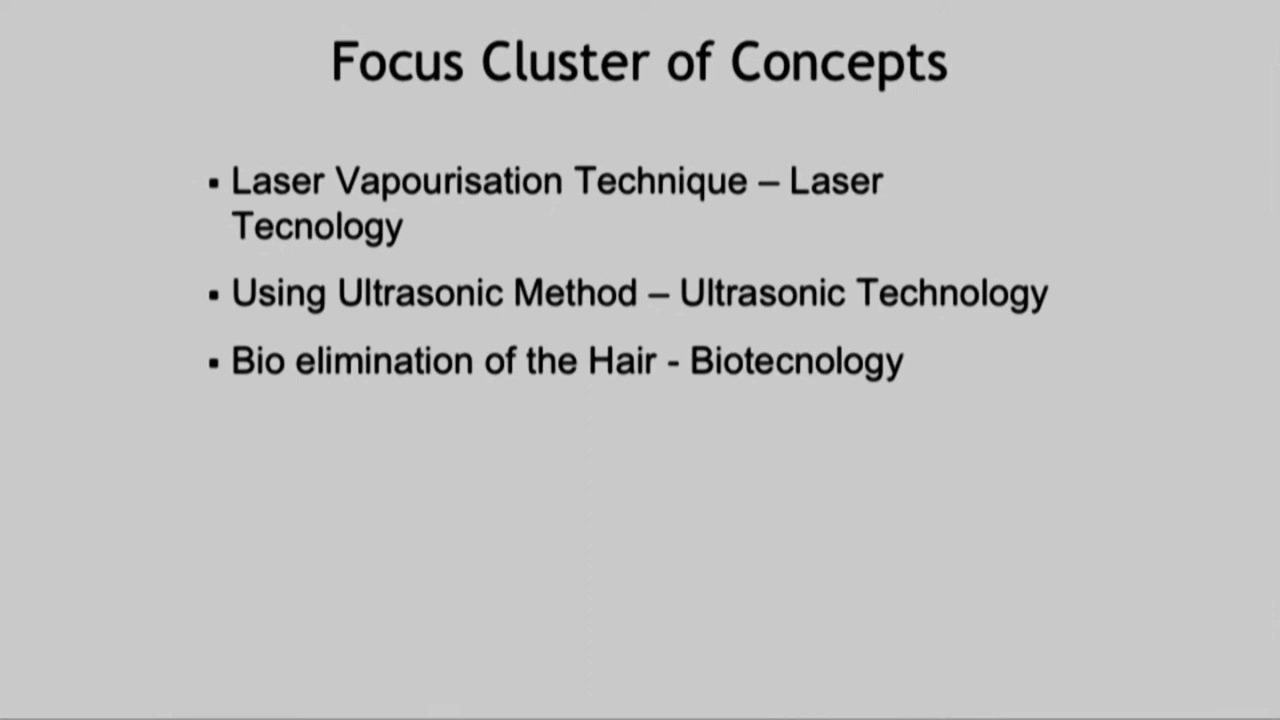 Focus Cluster of Concepts
▪ Laser Vapourisation Technique – Laser
Tecnology
▪ Using Ultrasonic Method – Ultrasonic Technology
▪ Bio elimination of the Hair - Biotecnology